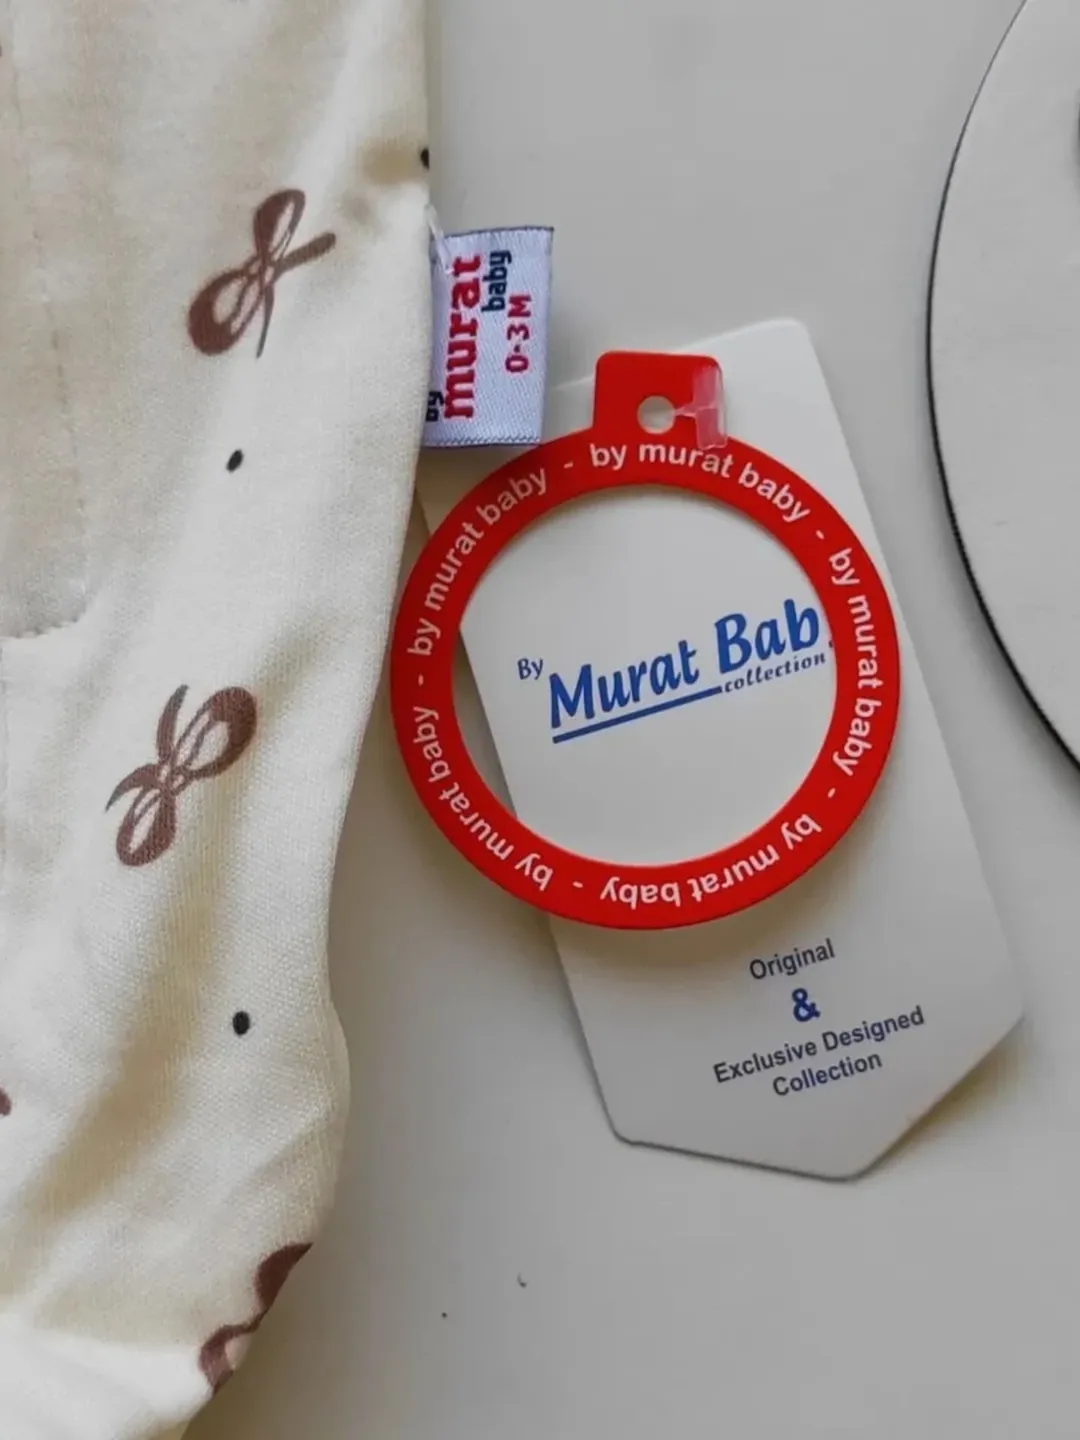 by murat
baby
0-3M
by murat baby - by murat baby - by murat baby - by murat baby - by murat baby -
By Murat Bab
collection
Original
&
Exclusive Designed
Collection